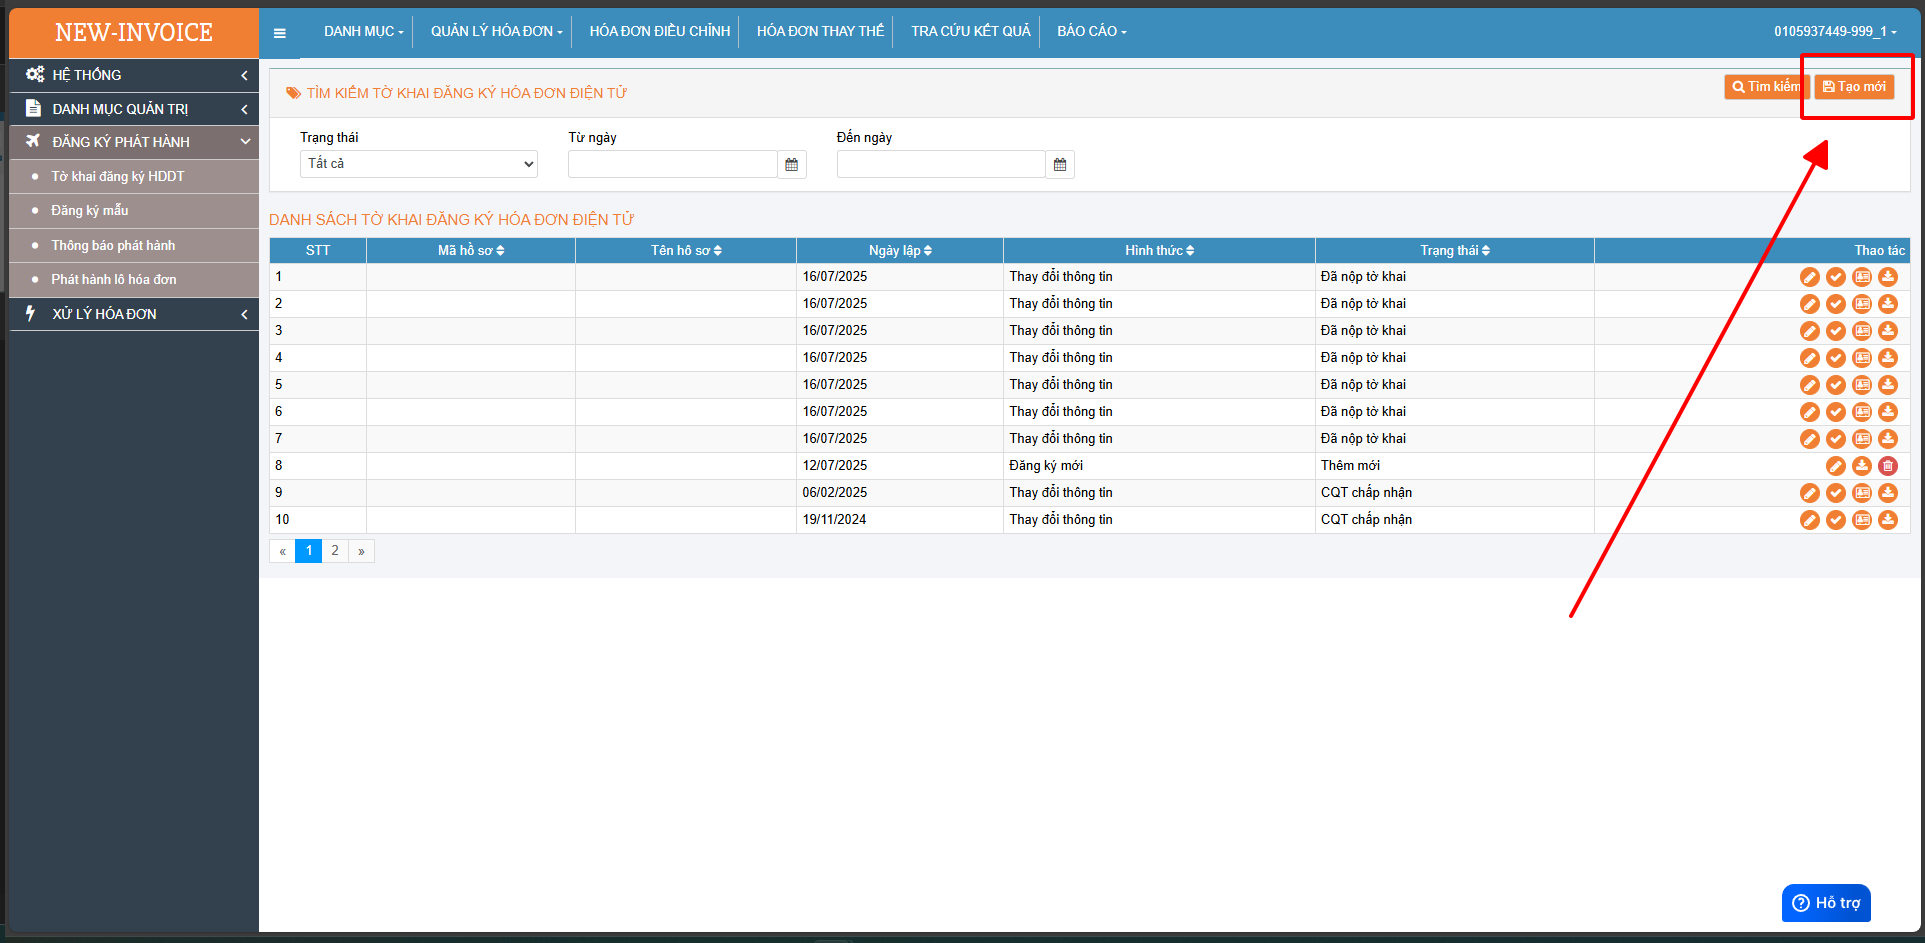 NEW-INVOICE
DANH MỤC
QUẢN LÝ HÓA ĐƠN
HÓA ĐƠN ĐIỀU CHỈNH
HÓA ĐƠN THAY THẾ
TRA CỨU KẾT QUẢ
BÁO CÁO
0105937449-999_1
HỆ THỐNG
DANH MỤC QUẢN TRỊ
ĐĂNG KÝ PHÁT HÀNH
Tờ khai đăng ký HDDT
Đăng ký mẫu
Thông báo phát hành
Phát hành lô hóa đơn
XỬ LÝ HÓA ĐƠN
TÌM KIẾM TỜ KHAI ĐĂNG KÝ HÓA ĐƠN ĐIỆN TỬ
Tìm kiếm
Tạo mới
Trạng thái
Từ ngày
Đến ngày
Tất cả
DANH SÁCH TỜ KHAI ĐĂNG KÝ HÓA ĐƠN ĐIỆN TỬ
STT Mã hồ sơ Tên hồ sơ Ngày lập Hình thức Trạng thái Thao tác
1 16/07/2025 Thay đổi thông tin Đã nộp tờ khai
2 16/07/2025 Thay đổi thông tin Đã nộp tờ khai
3 16/07/2025 Thay đổi thông tin Đã nộp tờ khai
4 16/07/2025 Thay đổi thông tin Đã nộp tờ khai
5 16/07/2025 Thay đổi thông tin Đã nộp tờ khai
6 16/07/2025 Thay đổi thông tin Đã nộp tờ khai
7 16/07/2025 Thay đổi thông tin Đã nộp tờ khai
8 12/07/2025 Đăng ký mới Thêm mới
9 06/02/2025 Thay đổi thông tin CQT chấp nhận
10 19/11/2024 Thay đổi thông tin CQT chấp nhận
« 1 2 »
Hỗ trợ